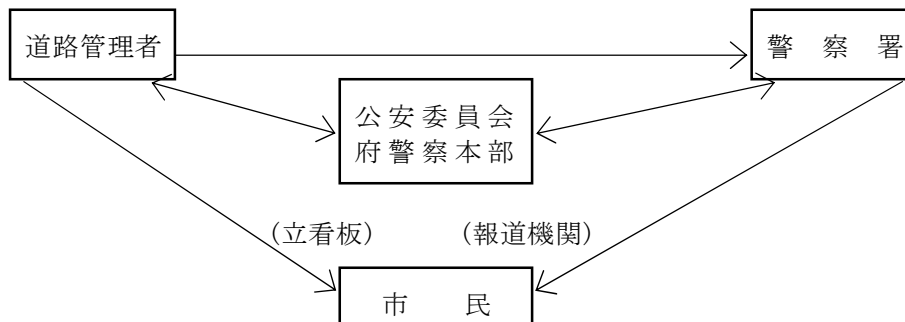 道路管理者
警察署
公安委員会
府警察本部
（立看板）
（報道機関）
市民